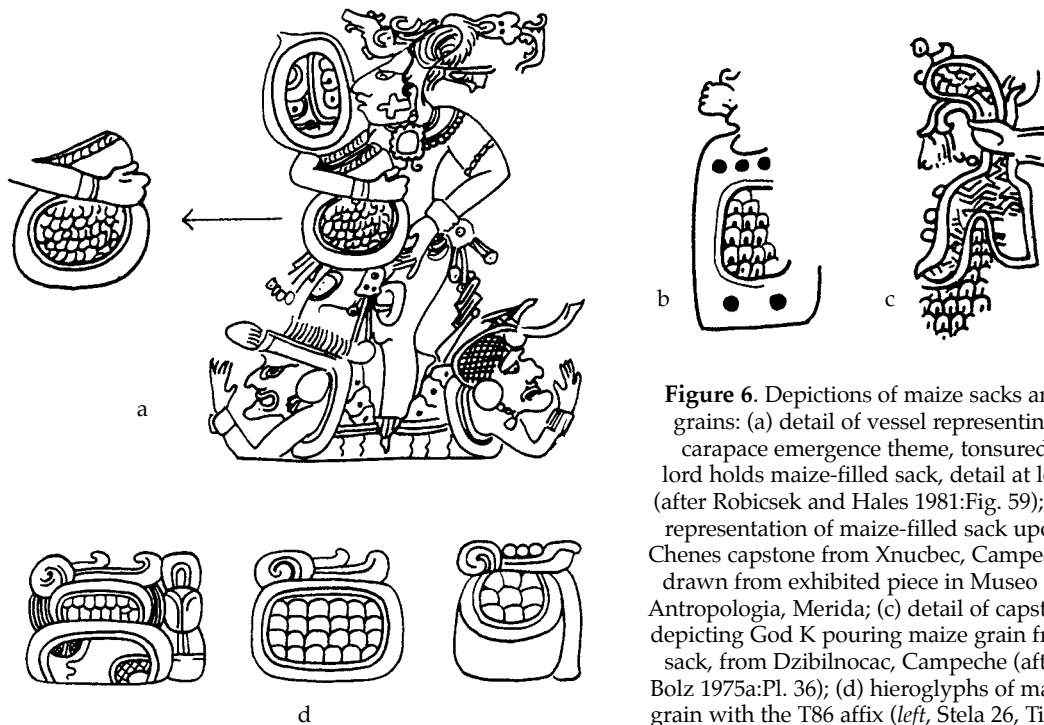 a
b
c
d
Figure 6. Depictions of maize sacks an
grains: (a) detail of vessel representin
carapace emergence theme, tonsured
lord holds maize-filled sack, detail at le
(after Robicsek and Hales 1981:Fig. 59);
representation of maize-filled sack upo
Chenes capstone from Xnucbec, Campec
drawn from exhibited piece in Museo
Antropologia, Merida; (c) detail of capst
depicting God K pouring maize grain fr
sack, from Dzibilnocac, Campeche (aft
Bolz 1975a:Pl. 36); (d) hieroglyphs of ma
grain with the T86 affix (left, Stela 26, Ti